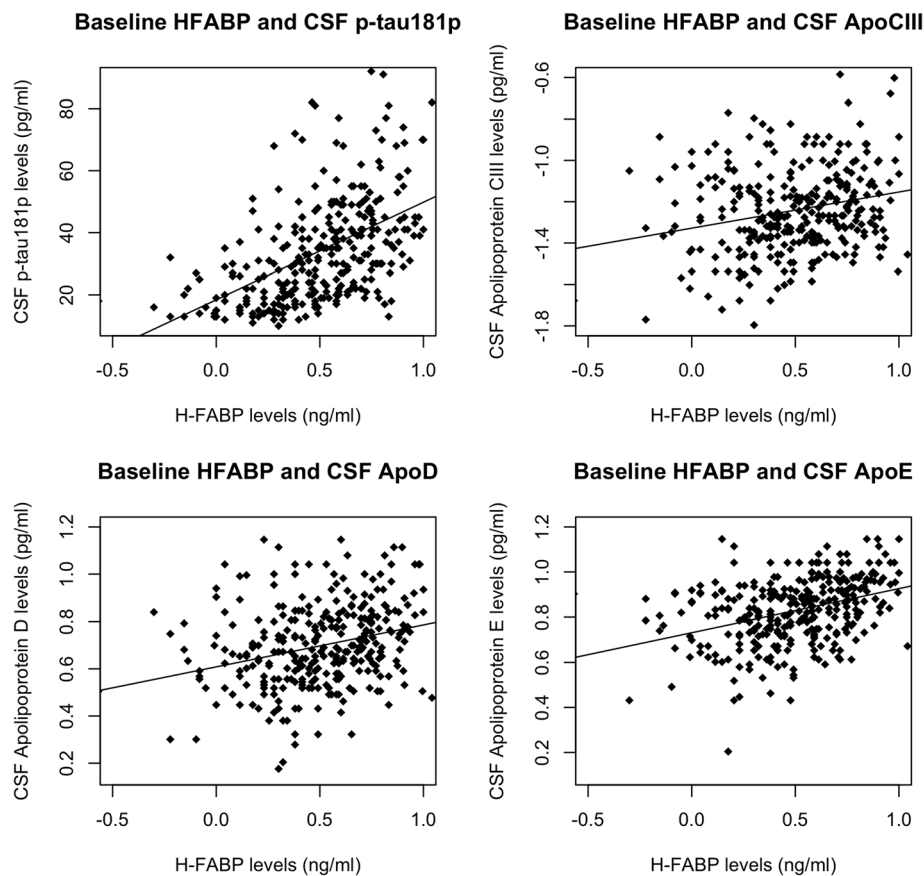 Baseline HFABP and CSF p-tau181p
CSF p-tau181p levels (pg/ml)
80
60
40
20
-0.5 0.0 0.5 1.0
H-FABP levels (ng/ml)
Baseline HFABP and CSF ApoCIII
CSF Apolipoprotein CIII levels (pg/ml)
-0.6
-1.0
-1.4
-1.8
-0.5 0.0 0.5 1.0
H-FABP levels (ng/ml)
Baseline HFABP and CSF ApoD
CSF Apolipoprotein D levels (pg/ml)
1.2
1.0
0.8
0.6
0.4
0.2
-0.5 0.0 0.5 1.0
H-FABP levels (ng/ml)
Baseline HFABP and CSF ApoE
CSF Apolipoprotein E levels (pg/ml)
1.2
1.0
0.8
0.6
0.4
0.2
-0.5 0.0 0.5 1.0
H-FABP levels (ng/ml)